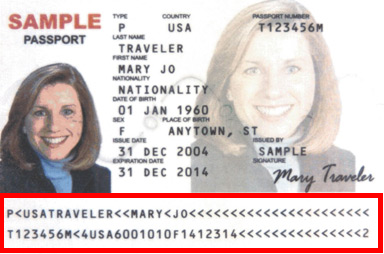 SAMPLE
PASSPORT
TYPE COUNTRY PASSPORT NUMBER
P USA T123456M
LAST NAME
TRAVELER
FIRST NAME
MARY JO
NATIONALITY
NATIONALITY
DATE OF BIRTH
01 JAN 1960
SEX PLACE OF BIRTH
F ANYTOWN, ST
ISSUE DATE ISSUED BY
31 DEC 2004 SAMPLE
EXPIRATION DATE SIGNATURE
31 DEC 2014 Mary Traveler
P<USATRAVELER<<MARY<JO<<<<<<<<<<<<<<<<<<<<<<
T123456M<4USA6001010F1412314<<<<<<<<<<<<<<<2